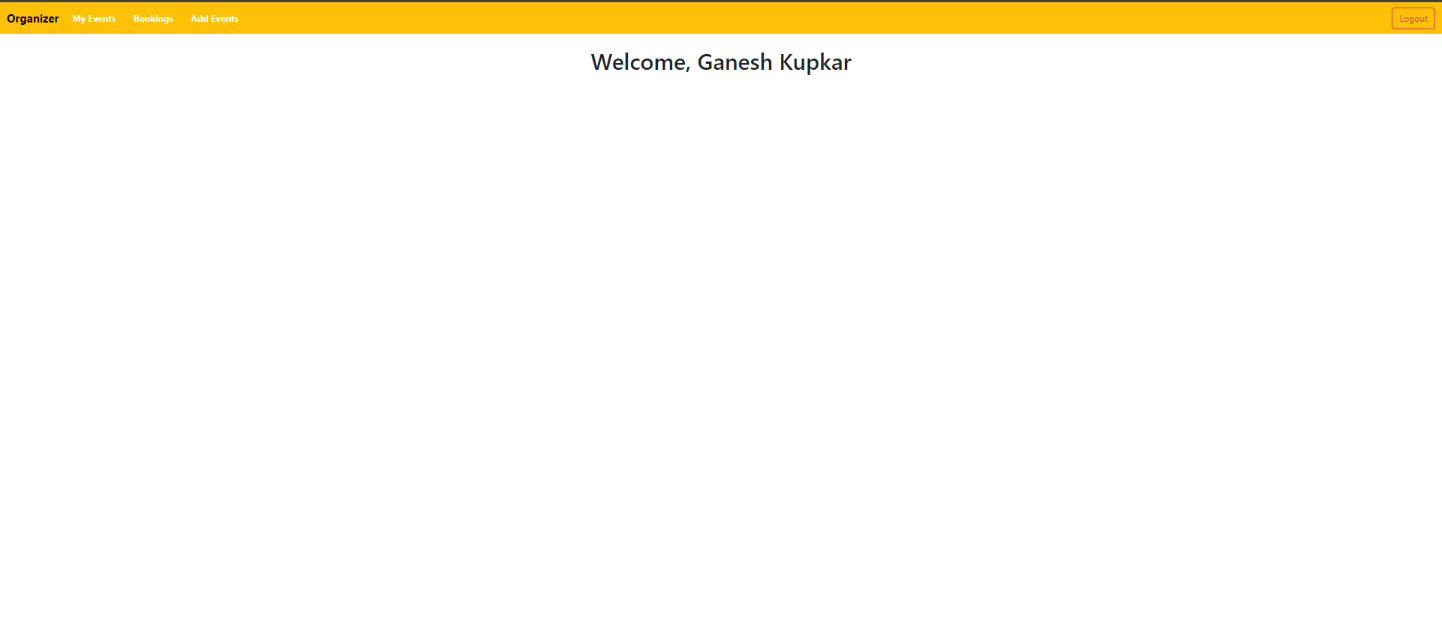 Organizer My Events Bookings Add Events Logout
Welcome, Ganesh Kupkar